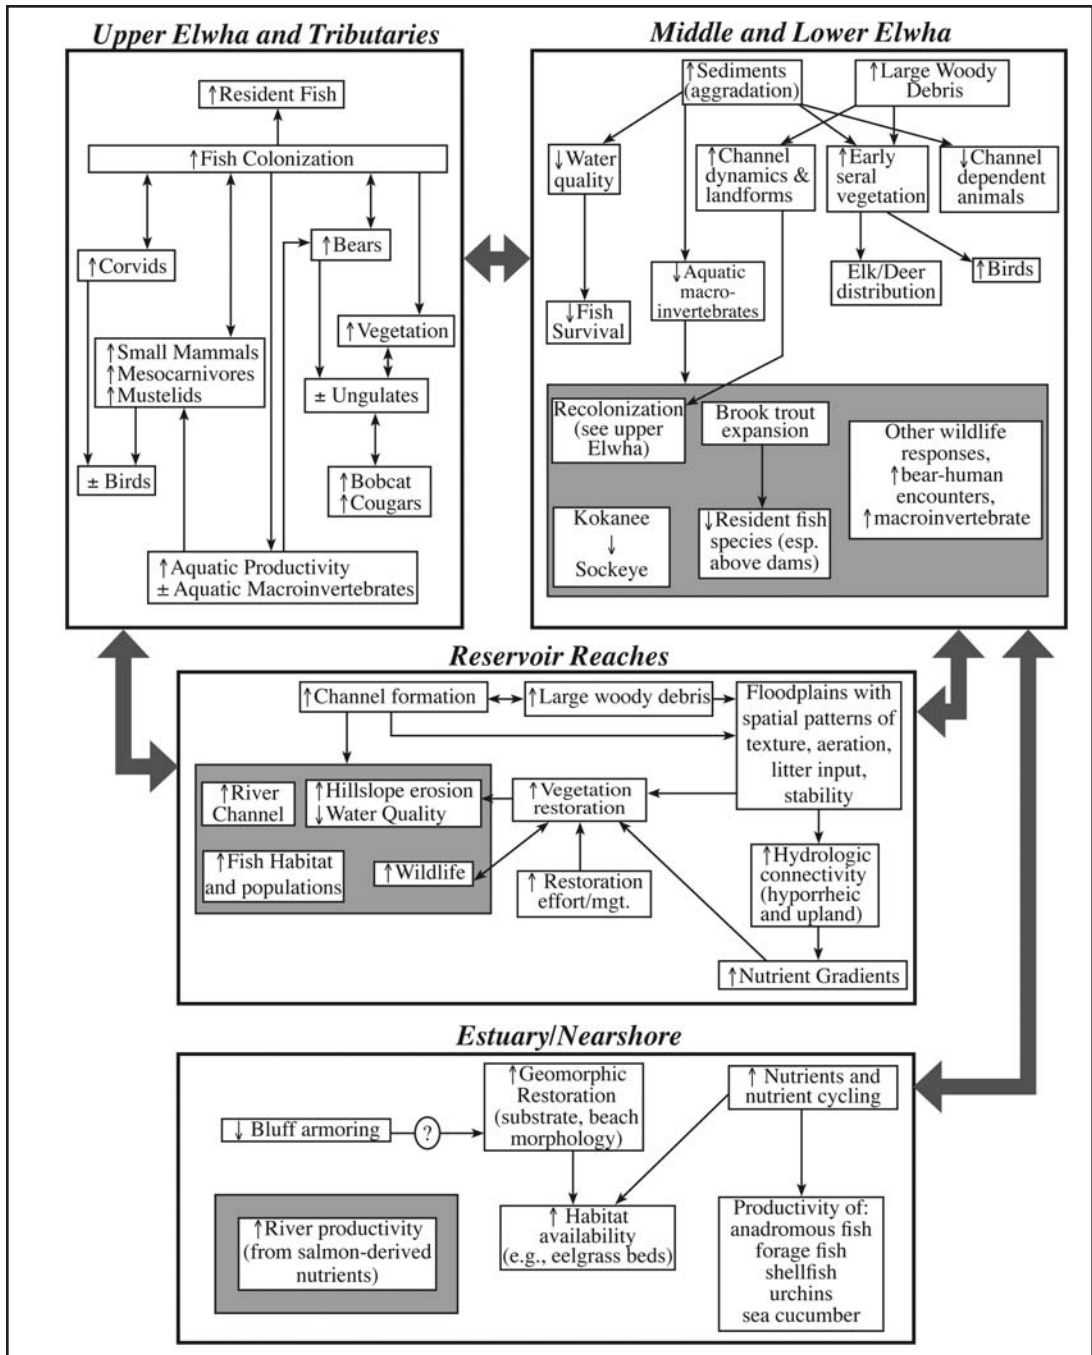 Upper Elwha and Tributaries
↑Resident Fish
↑Fish Colonization
↑Corvids
↑Bears
↑Vegetation
↑Small Mammals
↑Mesocarnivores
↑Mustelids
± Ungulates
± Birds
↑Bobcat
↑Cougars
↑Aquatic Productivity
± Aquatic Macroinvertebrates
Middle and Lower Elwha
↑Sediments
(aggradation)
↑Large Woody
Debris
↓Water
quality
↑Channel
dynamics &
landforms
↑Early
seral
vegetation
↓Channel
dependent
animals
↓Aquatic
macro-
invertebrates
Elk/Deer
distribution
↑Birds
↓Fish
Survival
Recolonization
(see upper
Elwha)
Brook trout
expansion
Other wildlife
responses,
↑bear-human
encounters,
↑macroinvertebrate
Kokanee
↓
Sockeye
↓Resident fish
species (esp.
above dams)
Reservoir Reaches
↑Channel formation
↑Large woody debris
Floodplains with
spatial patterns of
texture, aeration,
litter input,
stability
↑River
Channel
↑Hillslope erosion
↓Water Quality
↑Vegetation
restoration
↑Fish Habitat
and populations
↑Wildlife
↑ Restoration
effort/mgt.
↑Hydrologic
connectivity
(hyporrheic
and upland)
↑Nutrient Gradients
Estuary/Nearshore
↑Geomorphic
Restoration
(substrate, beach
morphology)
↑ Nutrients and
nutrient cycling
↓ Bluff armoring
?
↑River productivity
(from salmon-derived
nutrients)
↑ Habitat
availability
(e.g., eelgrass beds)
Productivity of:
anadromous fish
forage fish
shellfish
urchins
sea cucumber